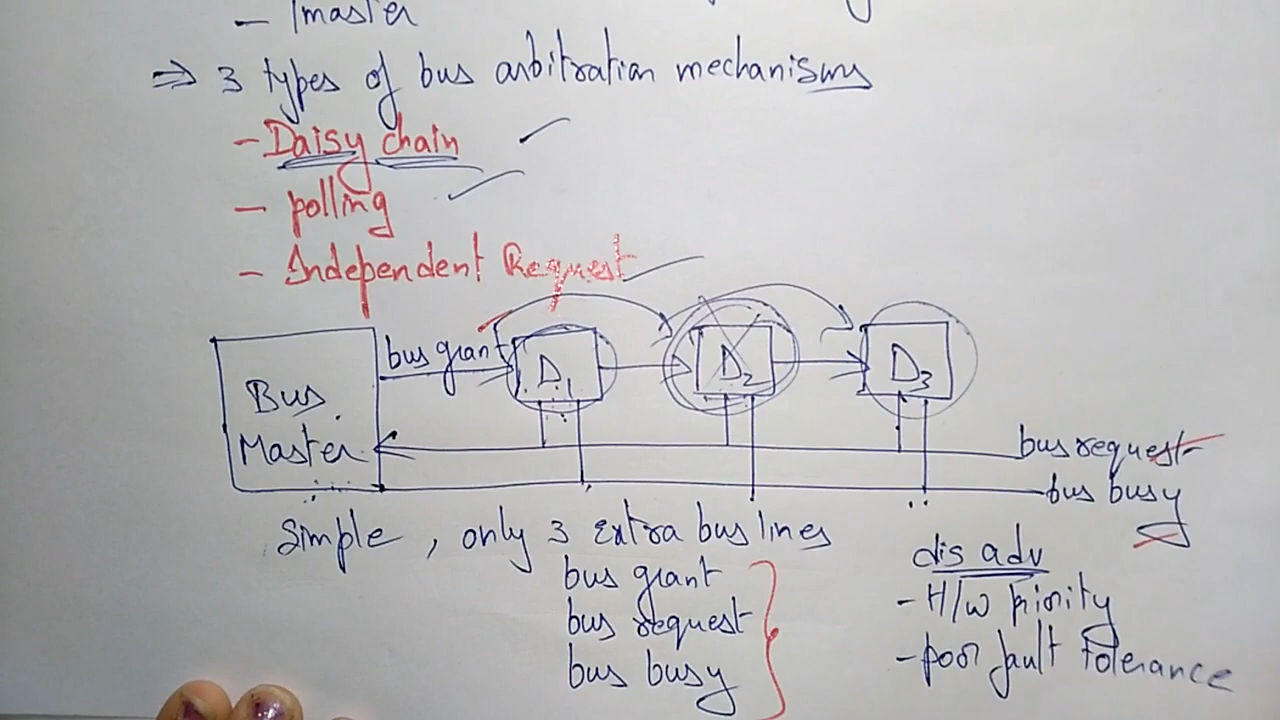 - 1master
⇒ 3 types of bus arbitration mechanisms
- Daisy chain
- polling
- Independent Request
bus grant
D1
D2
D3
Bus
Master
bus request
bus busy
Simple, only 3 extra bus lines
bus grant
bus request
bus busy
dis adv
- H/w priority
- poor fault tolerance